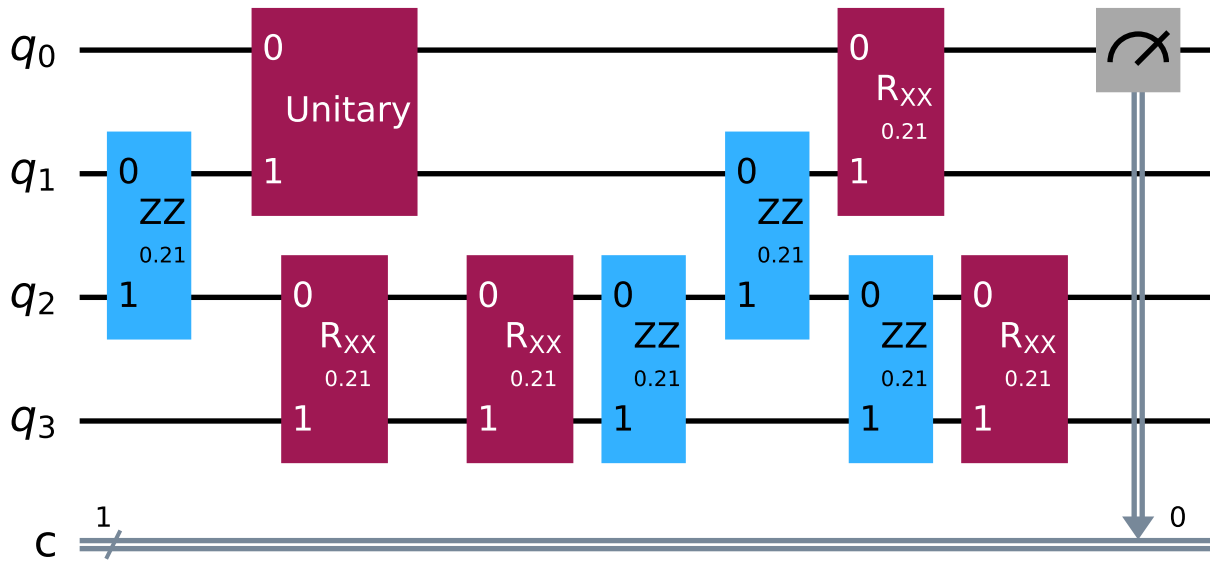 q0 0 0
Unitary RXX
0.21
q1 0 1 0 1
ZZ ZZ
0.21 0.21
q2 1 0 0 0 1 0 0
RXX RXX ZZ ZZ RXX
0.21 0.21 0.21 0.21 0.21
q3 1 1 1 1 1
1 0
c